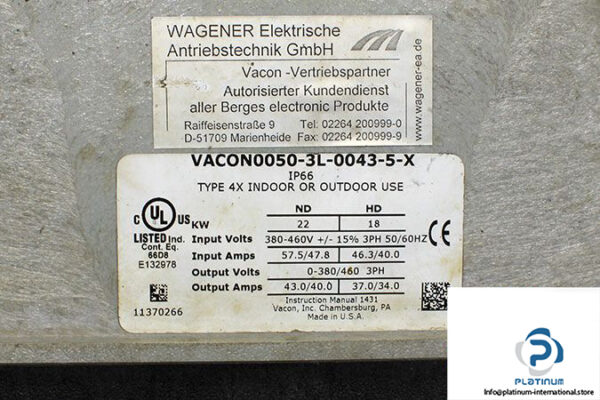 WAGENER Elektrische
Antriebstechnik GmbH
Vacon -Vertriebspartner
Autorisierter Kundendienst
aller Berges electronic Produkte
Raiffeisenstraße 9 Tel: 02264 200999-0
D-51709 Marienheide Fax: 02264 200999-9
www.wagener-ea.de
VACON0050-3L-0043-5-X
IP66
TYPE 4X INDOOR OR OUTDOOR USE
ND HD
KW 22 18
Input Volts 380-460V +/- 15% 3PH 50/60HZ
Input Amps 57.5/47.8 46.3/40.0
Output Volts 0-380/460 3PH
Output Amps 43.0/40.0 37.0/34.0
Instruction Manual 1431
Vacon, Inc. Chambersburg, PA
Made in U.S.A.
C UL US
LISTED Ind.
Cont. Eq.
66D8
E132978
CE
11370266
PLATINUM
Info@platinum-international.store